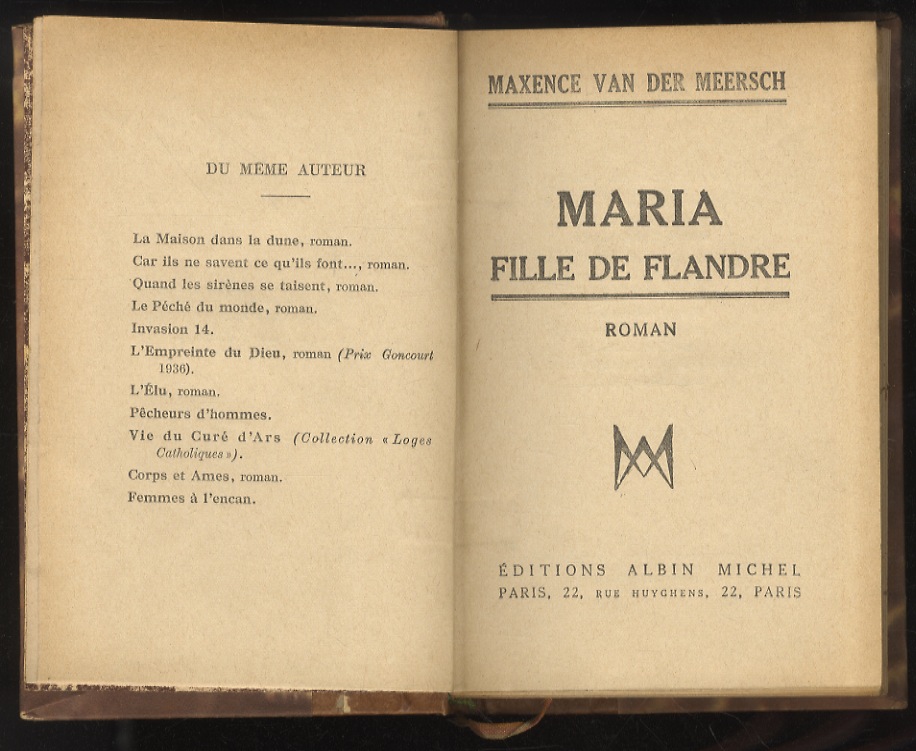 DU MÊME AUTEUR
La Maison dans la dune, roman.
Car ils ne savent ce qu'ils font..., roman.
Quand les sirènes se taisent, roman.
Le Péché du monde, roman.
Invasion 14.
L'Empreinte du Dieu, roman (Prix Goncourt
1936).
L'Élu, roman.
Pêcheurs d'hommes.
Vie du Curé d'Ars (Collection « Loges
Catholiques »).
Corps et Ames, roman.
Femmes à l'encan.
MAXENCE VAN DER MEERSCH
MARIA
FILLE DE FLANDRE
ROMAN
ÉDITIONS ALBIN MICHEL
PARIS, 22, RUE HUYGHENS, 22, PARIS